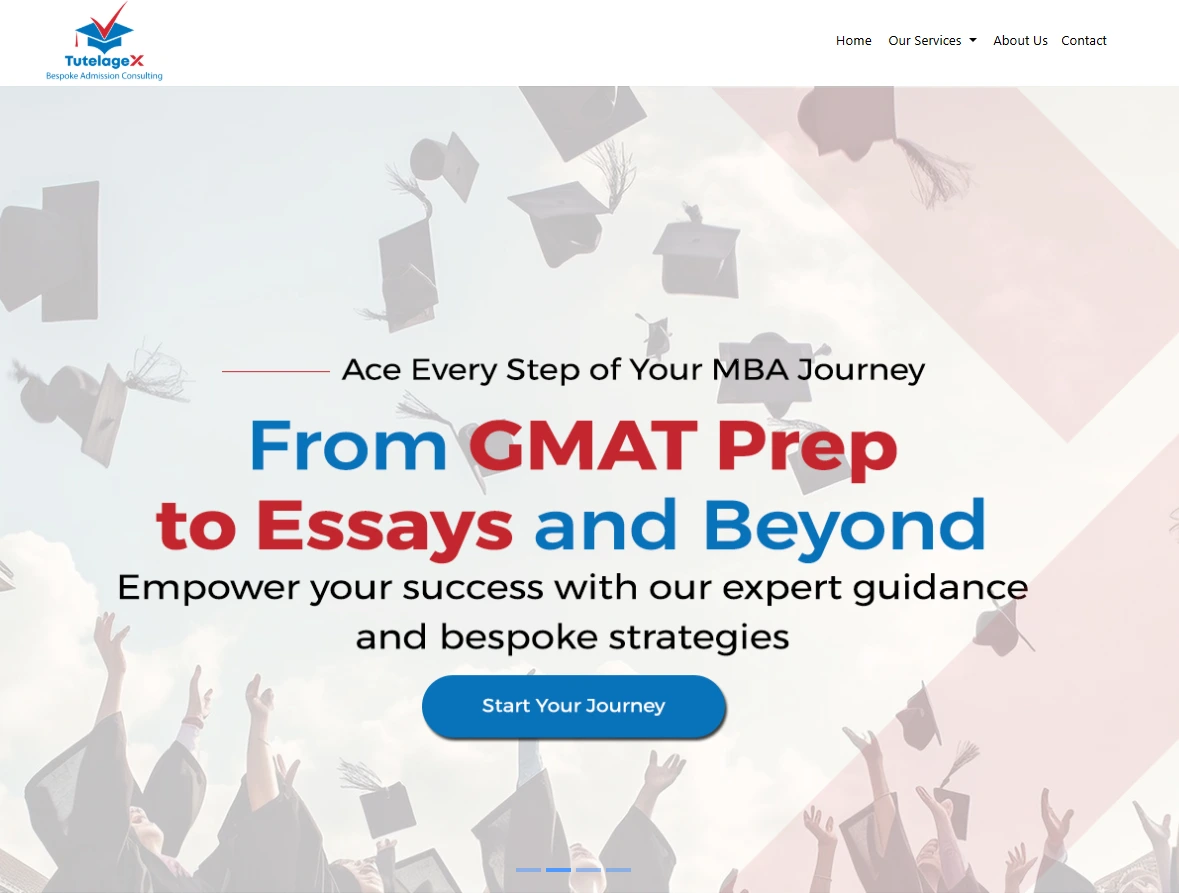 TutelageX
Bespoke Admission Consulting
Home Our Services About Us Contact
Ace Every Step of Your MBA Journey
From GMAT Prep
to Essays and Beyond
Empower your success with our expert guidance
and bespoke strategies
Start Your Journey